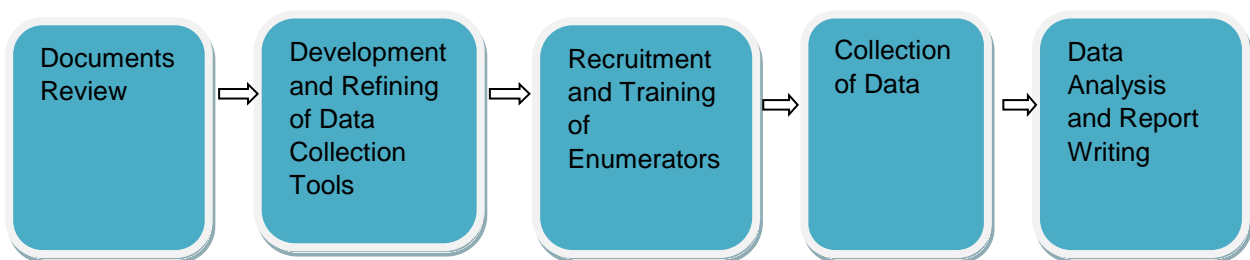 Documents
Review
Development
and Refining
of Data
Collection
Tools
Recruitment
and Training
of
Enumerators
Collection
of Data
Data
Analysis
and Report
Writing